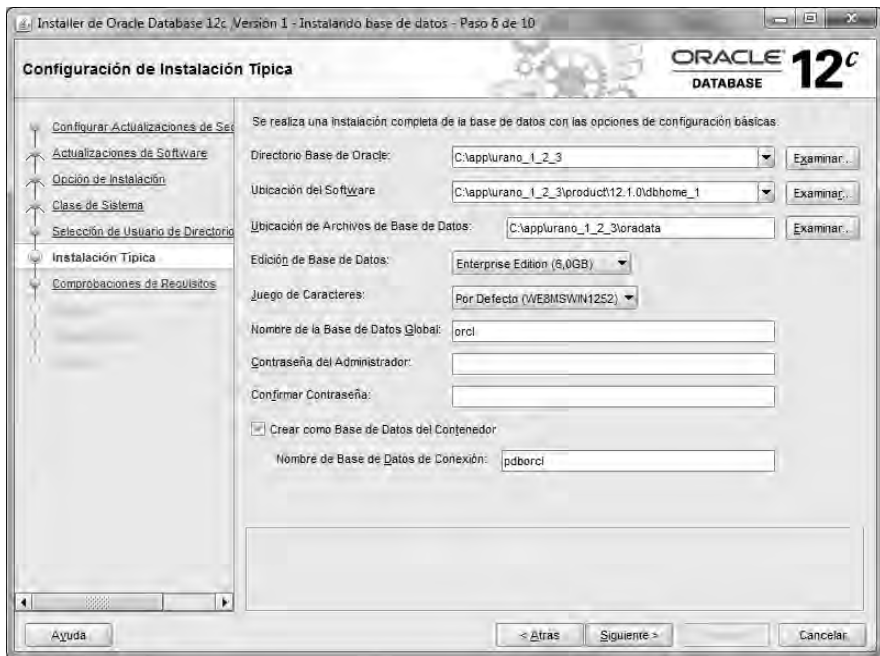 Installer de Oracle Database 12c Versión 1 - Instalando base de datos - Paso 6 de 10
Configuración de Instalación Típica
ORACLE
DATABASE
12c
Configurar Actualizaciones de Sec
Actualizaciones de Software
Opción de Instalación
Clase de Sistema
Selección de Usuario de Directorio
Instalación Típica
Comprobaciones de Requisitos
Se realiza una instalación completa de la base de datos con las opciones de configuración básicas.
Directorio Base de Oracle: C:\app\urano_1_2_3 Examinar..
Ubicación del Software C:\app\urano_1_2_3\product\12.1.0\dbhome_1 Examinar..
Ubicación de Archivos de Base de Datos: C:\app\urano_1_2_3\oradata Examinar..
Edición de Base de Datos: Enterprise Edition (6,0GB)
Juego de Caracteres: Por Defecto (WE8MSWIN1252)
Nombre de la Base de Datos Global: orcl
Contraseña del Administrador:
Confirmar Contraseña:
Crear como Base de Datos del Contenedor
Nombre de Base de Datos de Conexión: pdborcl
Ayuda < Atras Siguiente > Cancelar